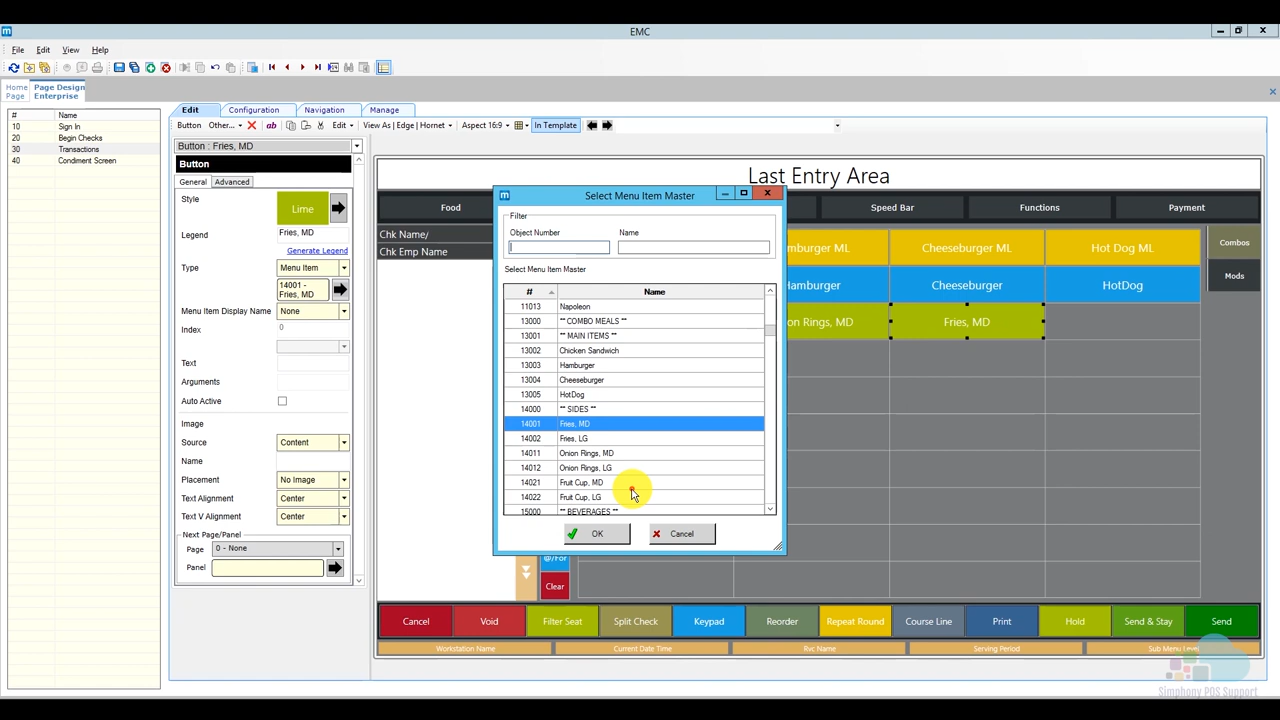 EMC
File Edit View Help
Home Page
Page Design Enterprise
# Name
10 Sign In
20 Begin Checks
30 Transactions
40 Condiment Screen
Edit Configuration Navigation Manage
Button Other... ab Edit View As | Edge | Hornet Aspect 16:9 In Template
Button : Fries, MD
Button
General Advanced
Style Lime
Legend Fries, MD
Generate Legend
Type Menu Item
14001 -
Fries, MD
Menu Item Display Name None
Index 0
Text
Arguments
Auto Active
Image
Source Content
Name
Placement No Image
Text Alignment Center
Text V Alignment Center
Next Page/Panel
Page 0 - None
Panel
Last Entry Area
Food Speed Bar Functions Payment
Chk Name/
Chk Emp Name
mburger ML Cheeseburger ML Hot Dog ML Combos
Hamburger Cheeseburger HotDog Mods
on Rings, MD Fries, MD
Select Menu Item Master
Filter
Object Number Name
Select Menu Item Master
# Name
11013 Napoleon
13000 ** COMBO MEALS **
13001 ** MAIN ITEMS **
13002 Chicken Sandwich
13003 Hamburger
13004 Cheeseburger
13005 HotDog
14000 ** SIDES **
14001 Fries, MD
14002 Fries, LG
14011 Onion Rings, MD
14012 Onion Rings, LG
14021 Fruit Cup, MD
14022 Fruit Cup, LG
15000 ** BEVERAGES **
OK Cancel
@/For
Clear
Cancel Void Filter Seat Split Check Keypad Reorder Repeat Round Course Line Print Hold Send & Stay Send
Workstation Name Current Date Time Rvc Name Serving Period Sub Menu Level
Simphony POS Support